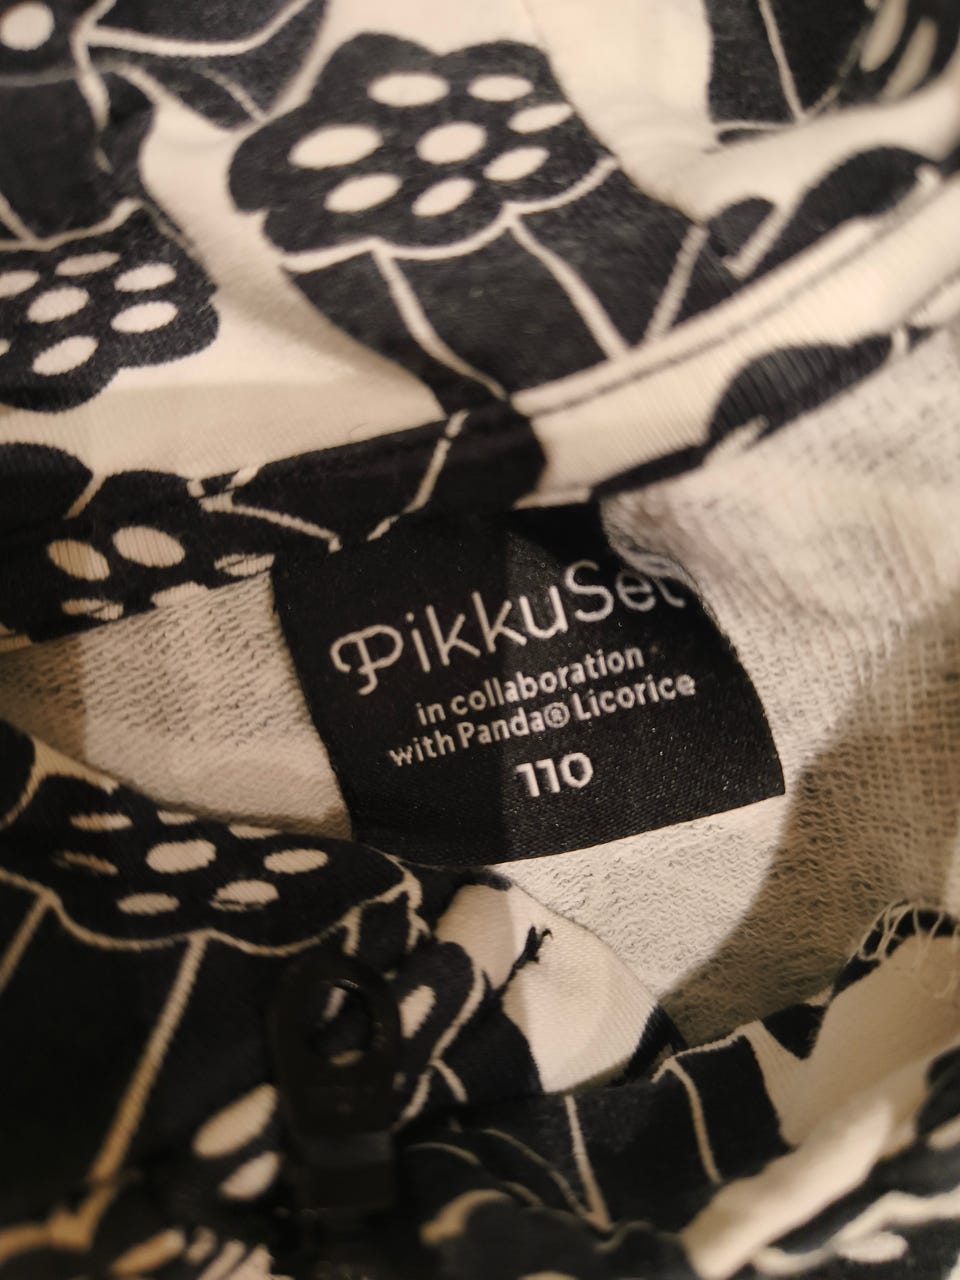 PikkuSet
in collaboration
with Panda® Licorice
110